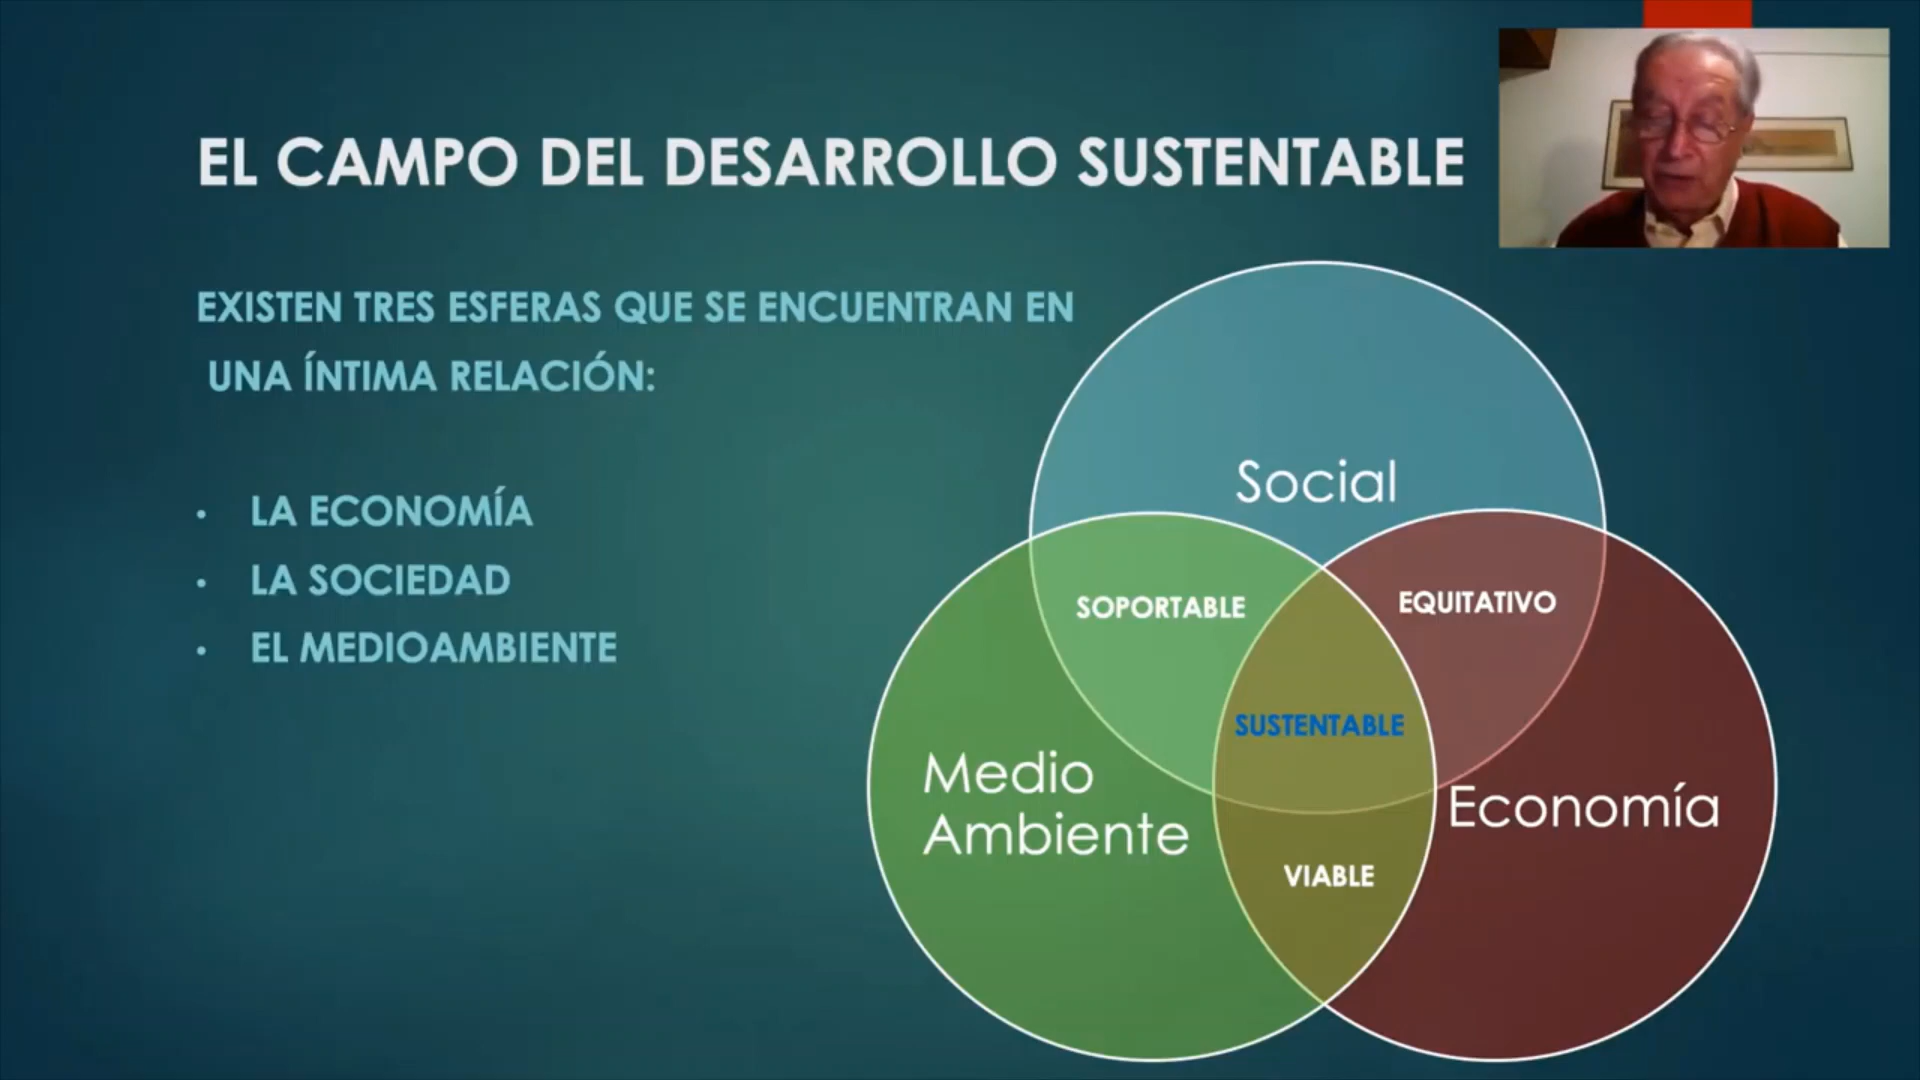 EL CAMPO DEL DESARROLLO SUSTENTABLE
EXISTEN TRES ESFERAS QUE SE ENCUENTRAN EN
UNA ÍNTIMA RELACIÓN:
• LA ECONOMÍA
• LA SOCIEDAD
• EL MEDIOAMBIENTE
Social
SOPORTABLE
EQUITATIVO
SUSTENTABLE
Medio
Ambiente
Economía
VIABLE